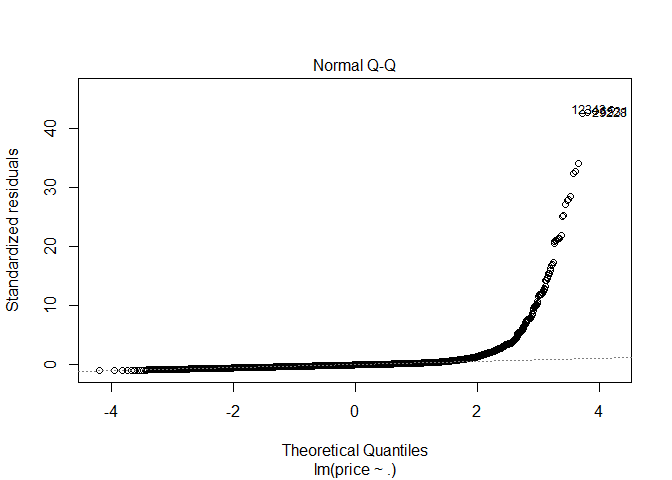 Normal Q-Q
40
30
20
10
0
-4
-2
0
2
4
Standardized residuals
Theoretical Quantiles
lm(price ~ .)